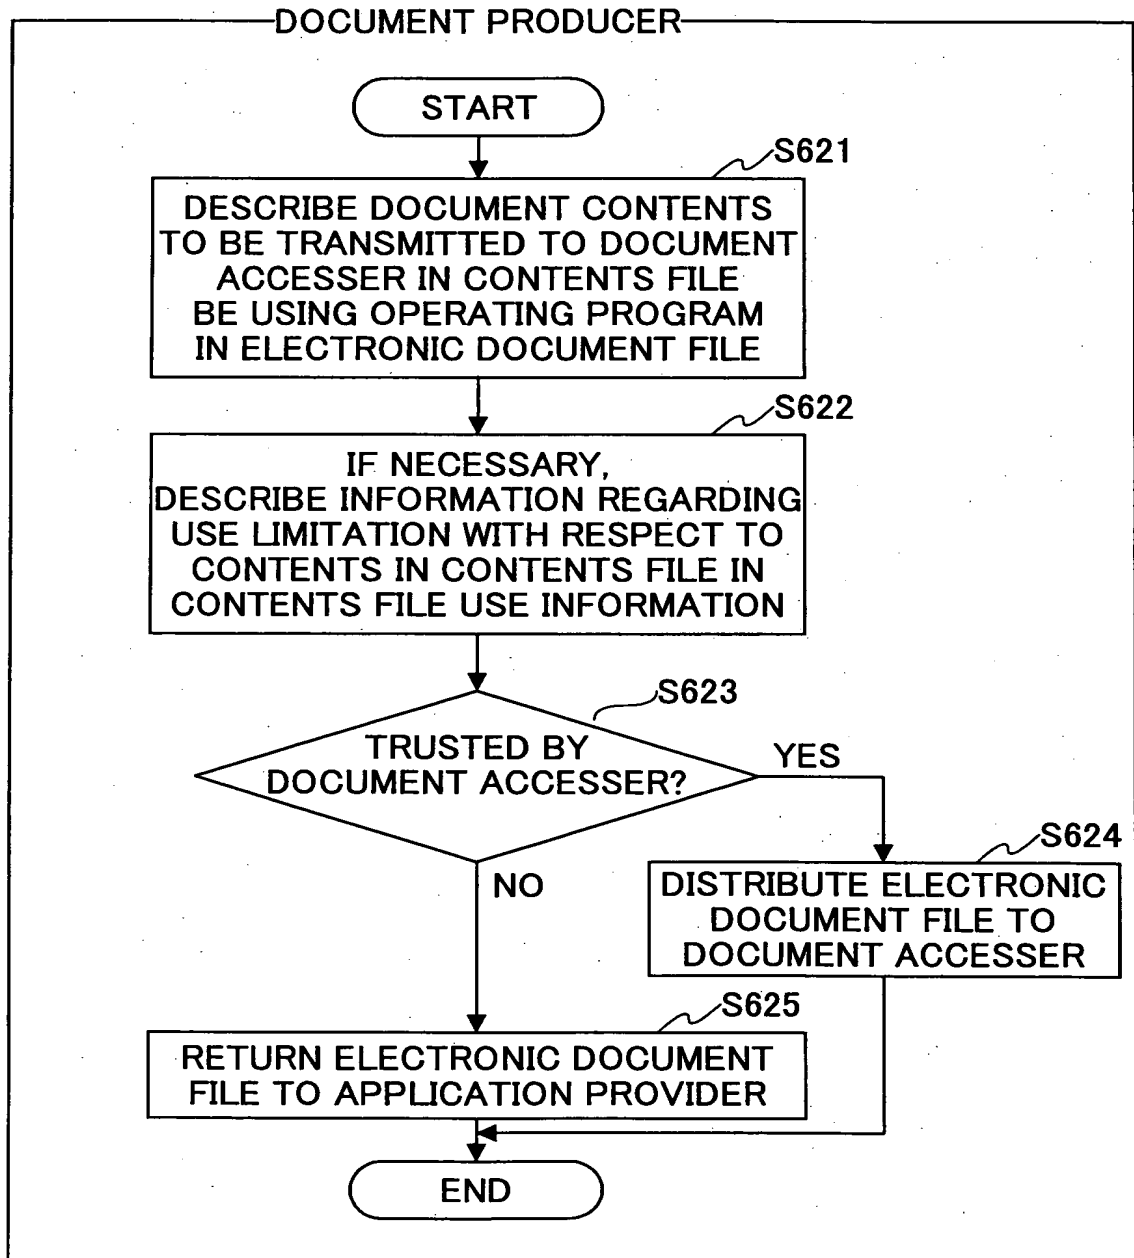 DOCUMENT PRODUCER
START
S621
DESCRIBE DOCUMENT CONTENTS
TO BE TRANSMITTED TO DOCUMENT
ACCESSER IN CONTENTS FILE
BE USING OPERATING PROGRAM
IN ELECTRONIC DOCUMENT FILE
S622
IF NECESSARY,
DESCRIBE INFORMATION REGARDING
USE LIMITATION WITH RESPECT TO
CONTENTS IN CONTENTS FILE IN
CONTENTS FILE USE INFORMATION
S623
TRUSTED BY
DOCUMENT ACCESSER?
YES
NO
S624
DISTRIBUTE ELECTRONIC
DOCUMENT FILE TO
DOCUMENT ACCESSER
S625
RETURN ELECTRONIC DOCUMENT
FILE TO APPLICATION PROVIDER
END